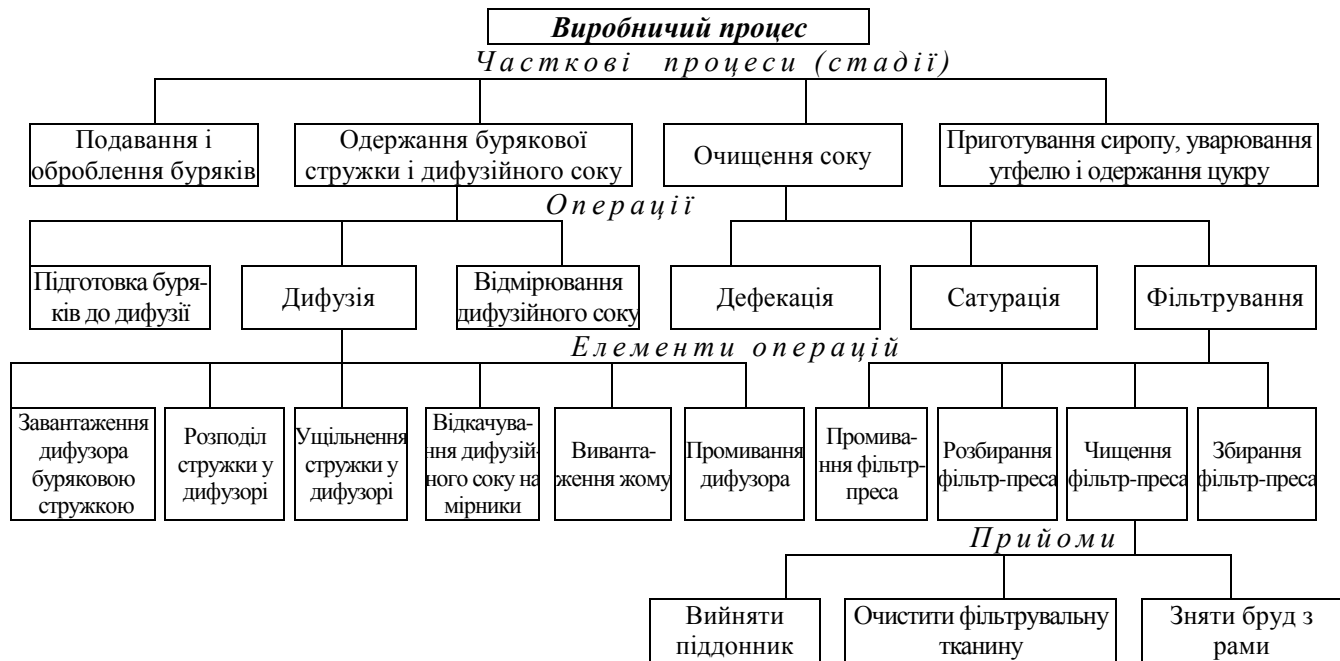 Виробничий процес
Часткові процеси (стадії)
Подавання і
оброблення буряків
Одержання бурякової
стружки і дифузійного соку
Очищення соку
Приготування сиропу, уварювання
утфелю і одержання цукру
Операції
Підготовка буря-
ків до дифузії
Дифузія
Відмірювання
дифузійного соку
Дефекація
Сатурація
Фільтрування
Елементи операцій
Завантаження
дифузора
буряковою
стружкою
Розподіл
стружки у
дифузорі
Ущільнення
стружки у
дифузорі
Відкачува-
ння дифузій-
ного соку на
мірники
Виванта-
ження жому
Промивання
дифузора
Промива-
ння фільтр-
преса
Розбирання
фільтр-преса
Чищення
фільтр-преса
Збирання
фільтр-преса
Прийоми
Вийняти
піддонник
Очистити фільтрувальну
тканину
Зняти бруд з
рами